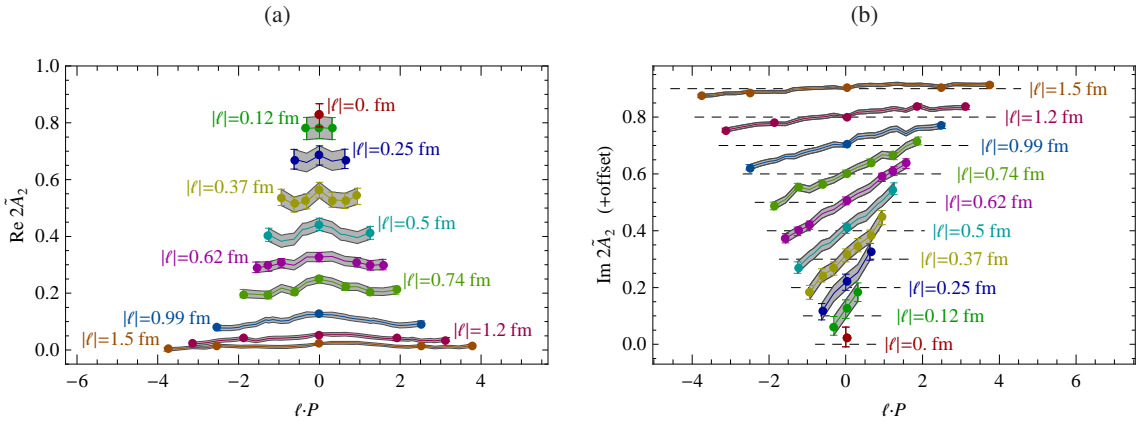 (a)
1.0
0.8
0.6
0.4
0.2
0.0
Re 2Ã₂
|ℓ|=0. fm
|ℓ|=0.12 fm
|ℓ|=0.25 fm
|ℓ|=0.37 fm
|ℓ|=0.5 fm
|ℓ|=0.62 fm
|ℓ|=0.74 fm
|ℓ|=0.99 fm
|ℓ|=1.2 fm
|ℓ|=1.5 fm
−6 −4 −2 0 2 4
ℓ·P
(b)
0.8
0.6
0.4
0.2
0.0
Im 2Ã₂ (+offset)
|ℓ|=1.5 fm
|ℓ|=1.2 fm
|ℓ|=0.99 fm
|ℓ|=0.74 fm
|ℓ|=0.62 fm
|ℓ|=0.5 fm
|ℓ|=0.37 fm
|ℓ|=0.25 fm
|ℓ|=0.12 fm
|ℓ|=0. fm
−4 −2 0 2 4 6
ℓ·P